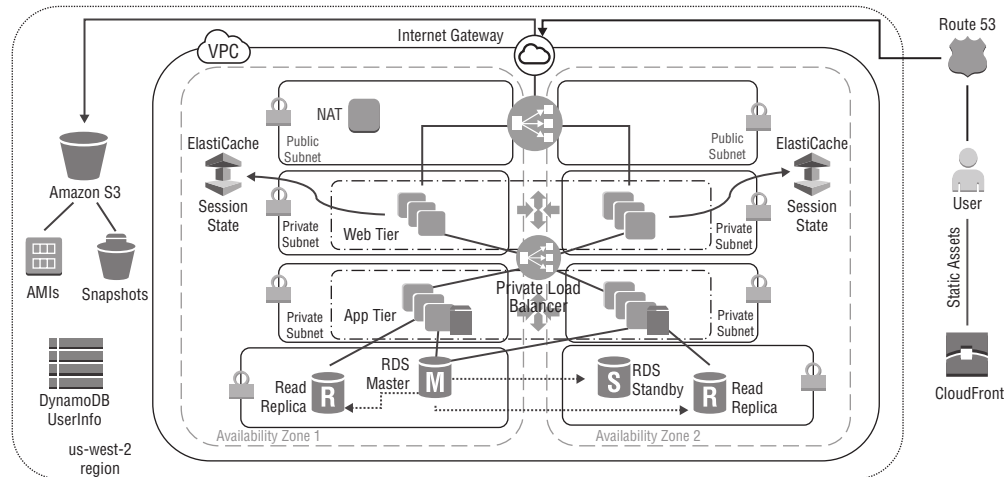 Internet Gateway
Route 53
VPC
NAT
Public
Subnet
Public
Subnet
ElastiCache
Session
State
ElastiCache
Session
State
Amazon S3
AMIs
Snapshots
User
Web Tier
Private
Subnet
Private
Subnet
Private Load
Balancer
App Tier
Private
Subnet
Private
Subnet
Static Assets
CloudFront
DynamoDB
UserInfo
Read
Replica
R
RDS
Master
M
S
RDS
Standby
R
Read
Replica
Availability Zone 1
Availability Zone 2
us-west-2
region